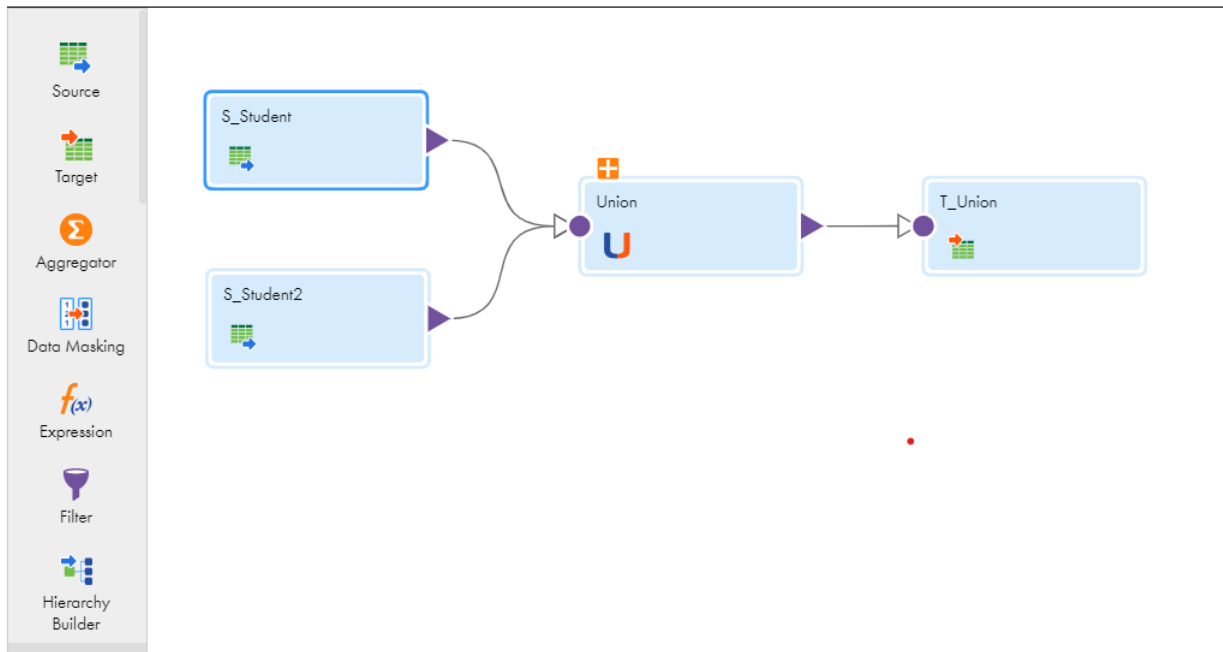 Source
Target
Aggregator
Data Masking
Expression
Filter
Hierarchy
Builder
S_Student
S_Student2
Union
T_Union